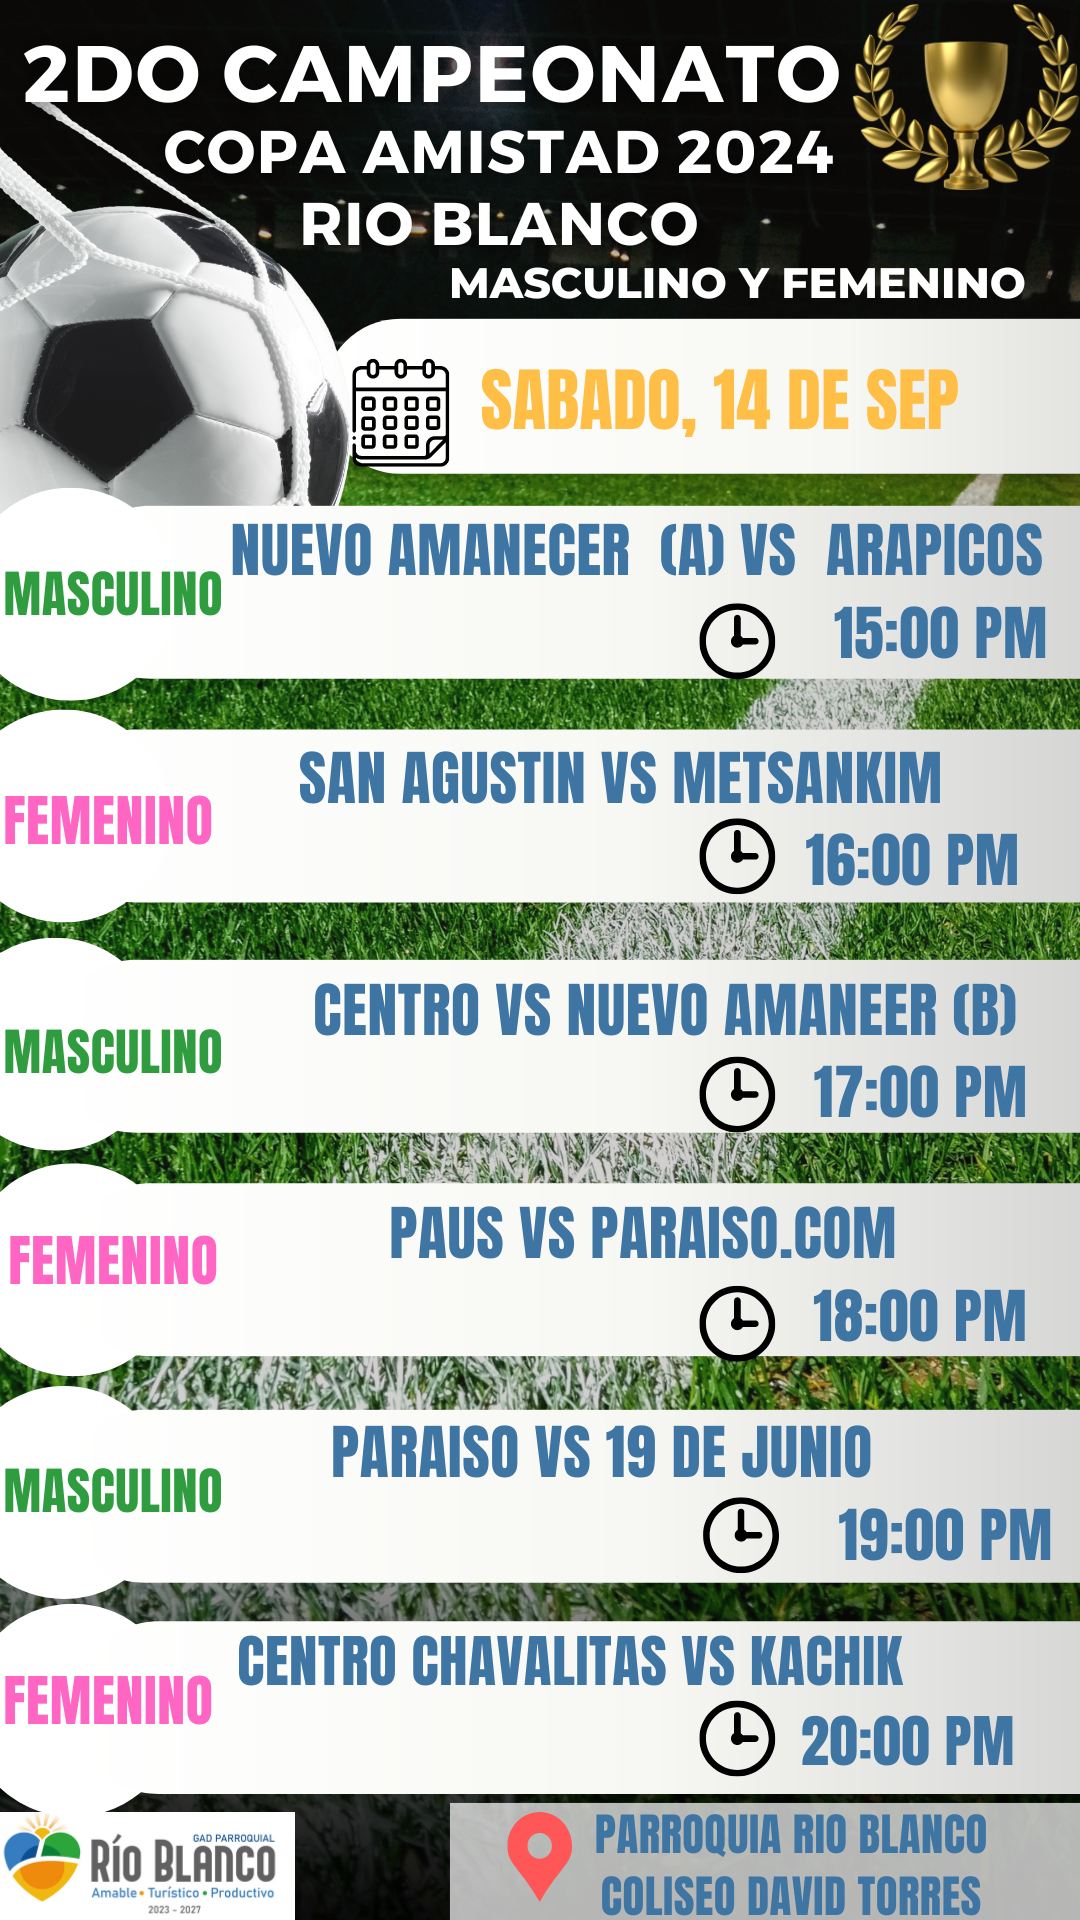 2DO CAMPEONATO
COPA AMISTAD 2024
RIO BLANCO
MASCULINO Y FEMENINO
SABADO, 14 DE SEP
NUEVO AMANECER (A) VS ARAPICOS
MASCULINO
15:00 PM
SAN AGUSTIN VS METSANKIM
FEMENINO
16:00 PM
CENTRO VS NUEVO AMANEER (B)
MASCULINO
17:00 PM
PAUS VS PARAISO.COM
FEMENINO
18:00 PM
PARAISO VS 19 DE JUNIO
MASCULINO
19:00 PM
CENTRO CHAVALITAS VS KACHIK
FEMENINO
20:00 PM
GAD PARROQUIAL
RÍO BLANCO
Amable • Turístico • Productivo
2023 - 2027
PARROQUIA RIO BLANCO
COLISEO DAVID TORRES